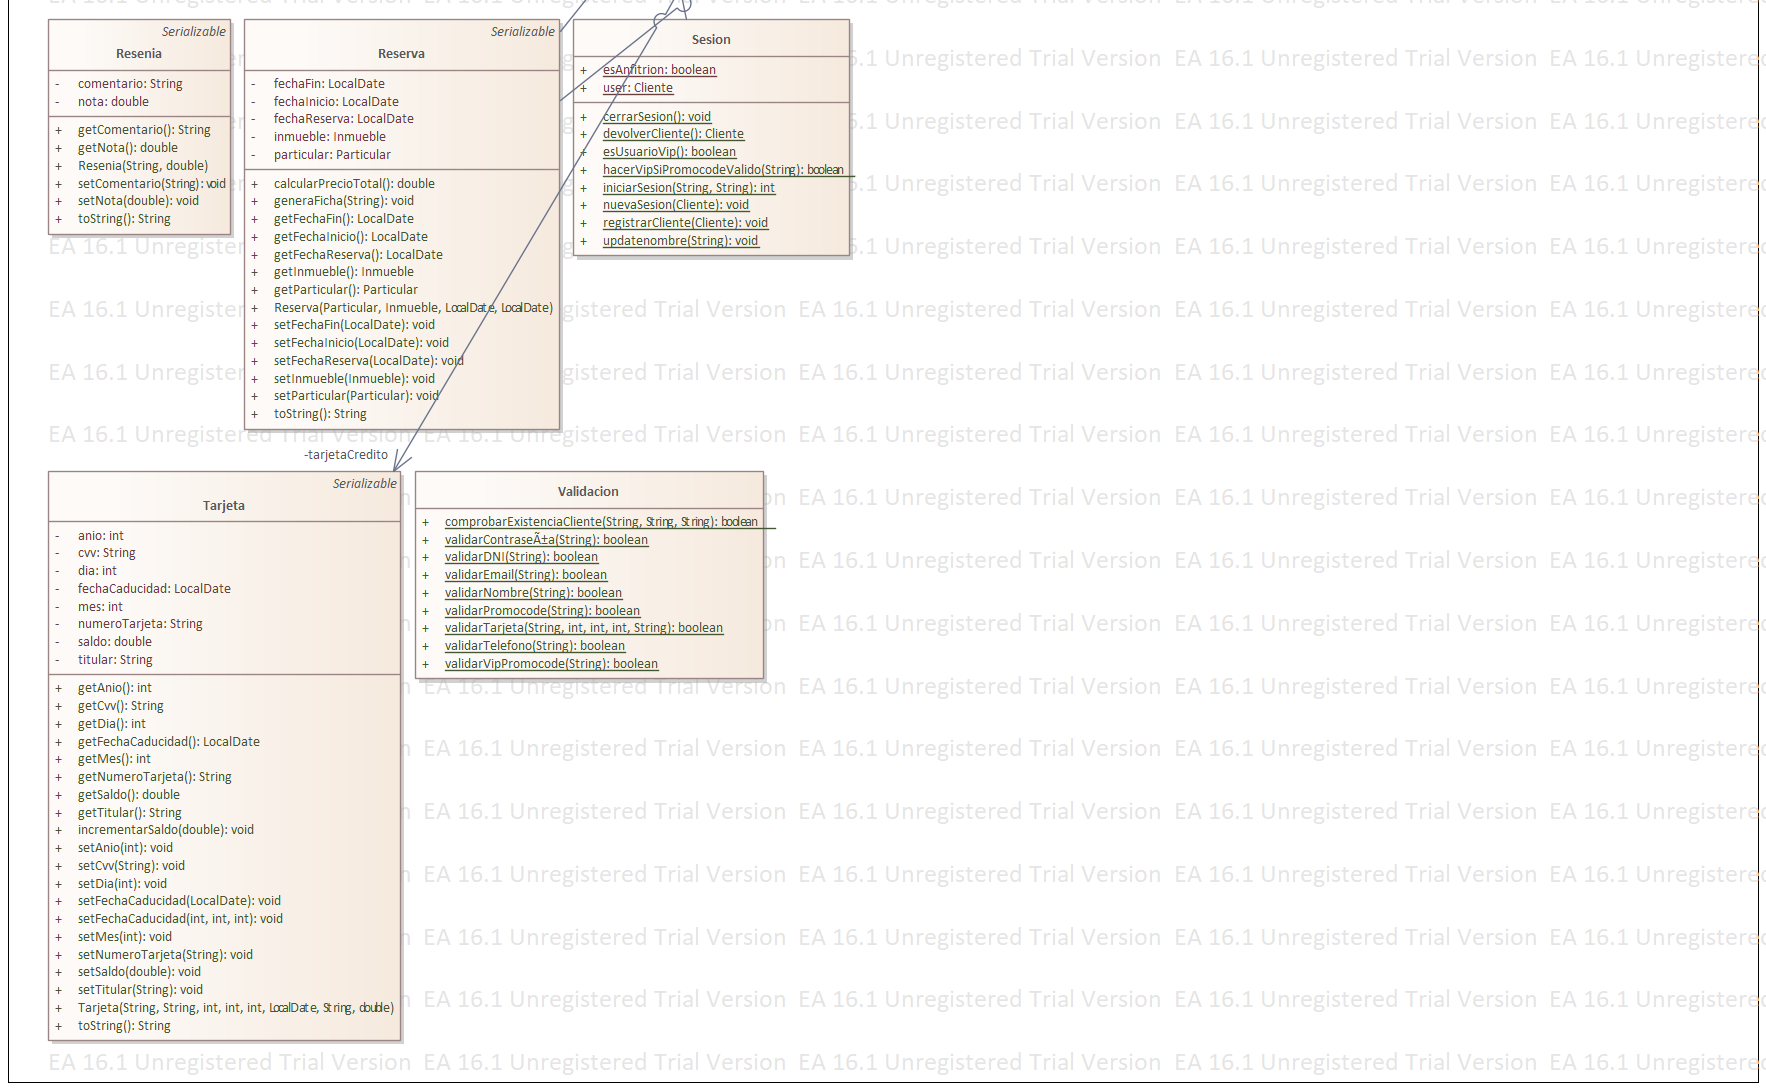 Serializable
Resenia
- comentario: String
- nota: double
+ getComentario(): String
+ getNota(): double
+ Resenia(String, double)
+ setComentario(String): void
+ setNota(double): void
+ toString(): String
Serializable
Reserva
- fechaFin: LocalDate
- fechaInicio: LocalDate
- fechaReserva: LocalDate
- inmueble: Inmueble
- particular: Particular
+ calcularPrecioTotal(): double
+ generaFicha(String): void
+ getFechaFin(): LocalDate
+ getFechaInicio(): LocalDate
+ getFechaReserva(): LocalDate
+ getInmueble(): Inmueble
+ getParticular(): Particular
+ Reserva(Particular, Inmueble, LocalDate, LocalDate)
+ setFechaFin(LocalDate): void
+ setFechaInicio(LocalDate): void
+ setFechaReserva(LocalDate): void
+ setInmueble(Inmueble): void
+ setParticular(Particular): void
+ toString(): String
Sesion
+ esAnfitrion: boolean
+ user: Cliente
+ cerrarSesion(): void
+ devolverCliente(): Cliente
+ esUsuarioVip(): boolean
+ hacerVipSiPromocodeValido(String): boolean
+ iniciarSesion(String, String): int
+ nuevaSesion(Cliente): void
+ registrarCliente(Cliente): void
+ updatenombre(String): void
-tarjetaCredito
Serializable
Tarjeta
- anio: int
- cvv: String
- dia: int
- fechaCaducidad: LocalDate
- mes: int
- numeroTarjeta: String
- saldo: double
- titular: String
+ getAnio(): int
+ getCvv(): String
+ getDia(): int
+ getFechaCaducidad(): LocalDate
+ getMes(): int
+ getNumeroTarjeta(): String
+ getSaldo(): double
+ getTitular(): String
+ incrementarSaldo(double): void
+ setAnio(int): void
+ setCvv(String): void
+ setDia(int): void
+ setFechaCaducidad(LocalDate): void
+ setFechaCaducidad(int, int, int): void
+ setMes(int): void
+ setNumeroTarjeta(String): void
+ setSaldo(double): void
+ setTitular(String): void
+ Tarjeta(String, String, int, int, int, LocalDate, String, double)
+ toString(): String
Validacion
+ comprobarExistenciaCliente(String, String, String): boolean
+ validarContraseÃ±a(String): boolean
+ validarDNI(String): boolean
+ validarEmail(String): boolean
+ validarNombre(String): boolean
+ validarPromocode(String): boolean
+ validarTarjeta(String, int, int, int, String): boolean
+ validarTelefono(String): boolean
+ validarVipPromocode(String): boolean
EA 16.1 Unregistered Trial Version EA 16.1 Unregistered Trial Version EA 16.1 Unregistered Trial Version EA 16.1 Unregistered Trial Version EA 16.1 Unregistered